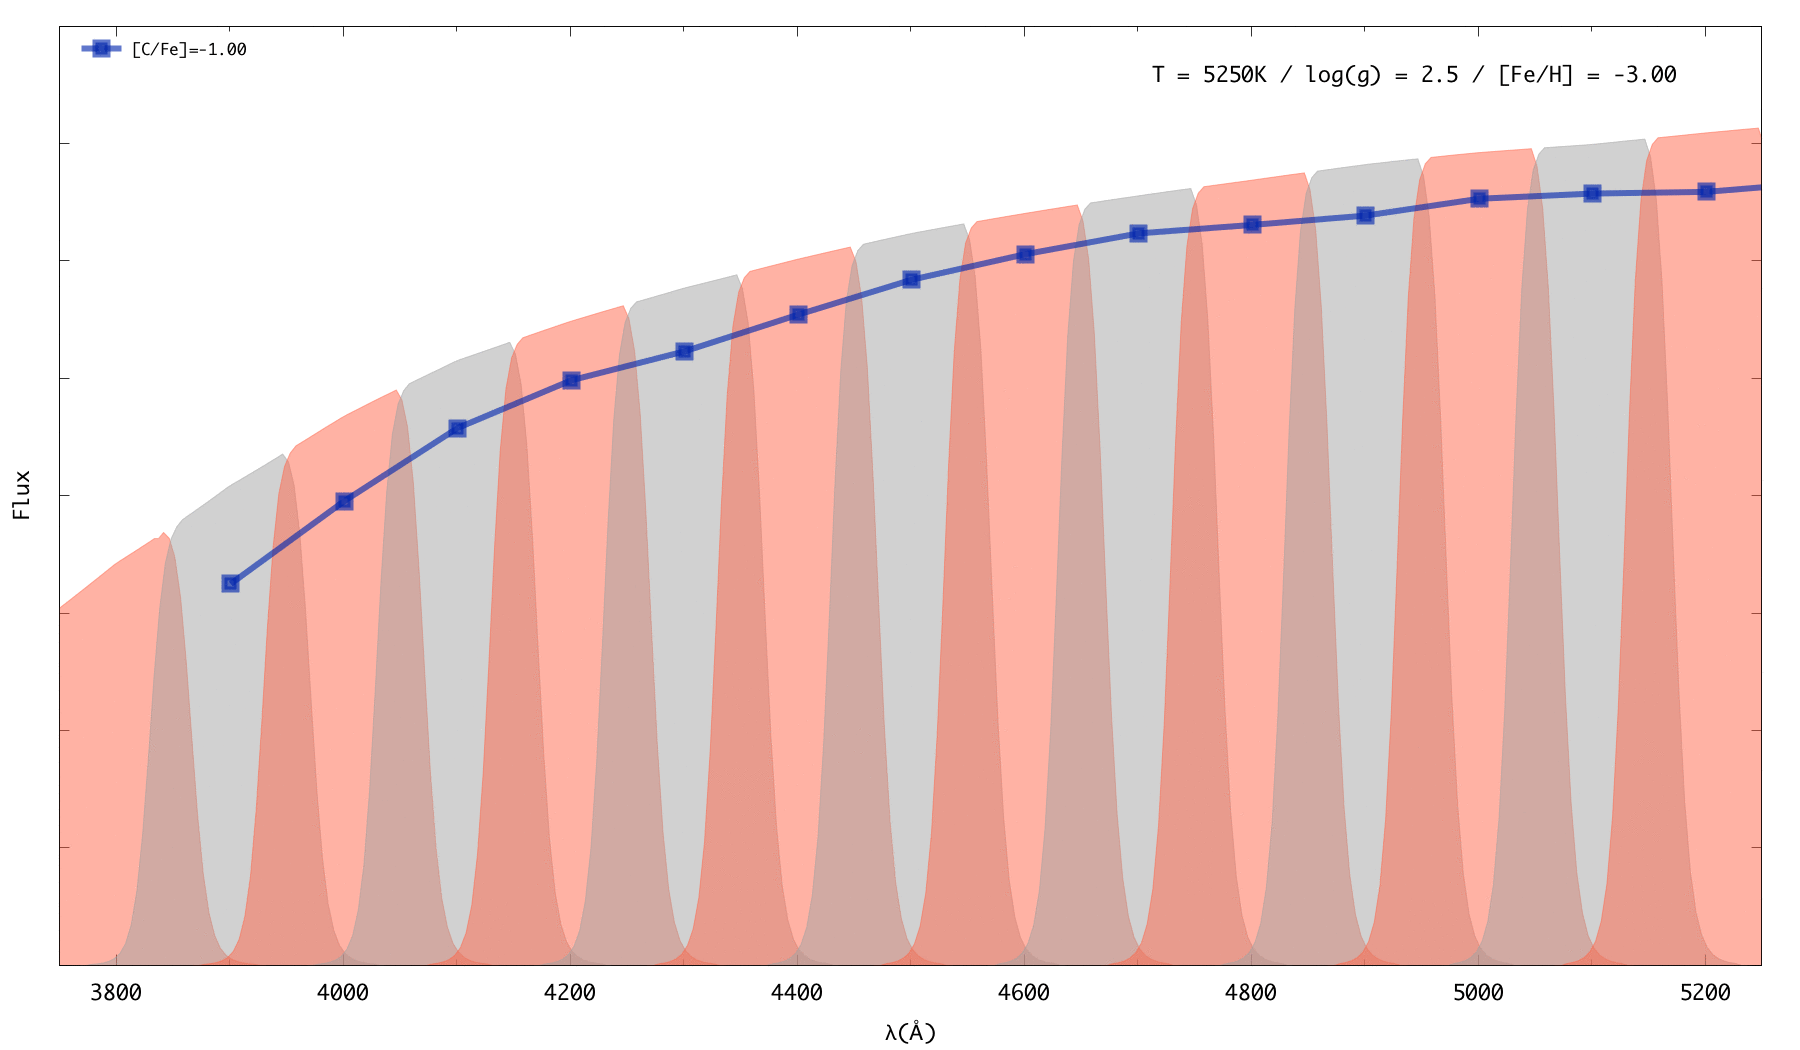 [C/Fe]=-1.00
T = 5250K / log(g) = 2.5 / [Fe/H] = -3.00
Flux
3800 4000 4200 4400 4600 4800 5000 5200
λ(Å)